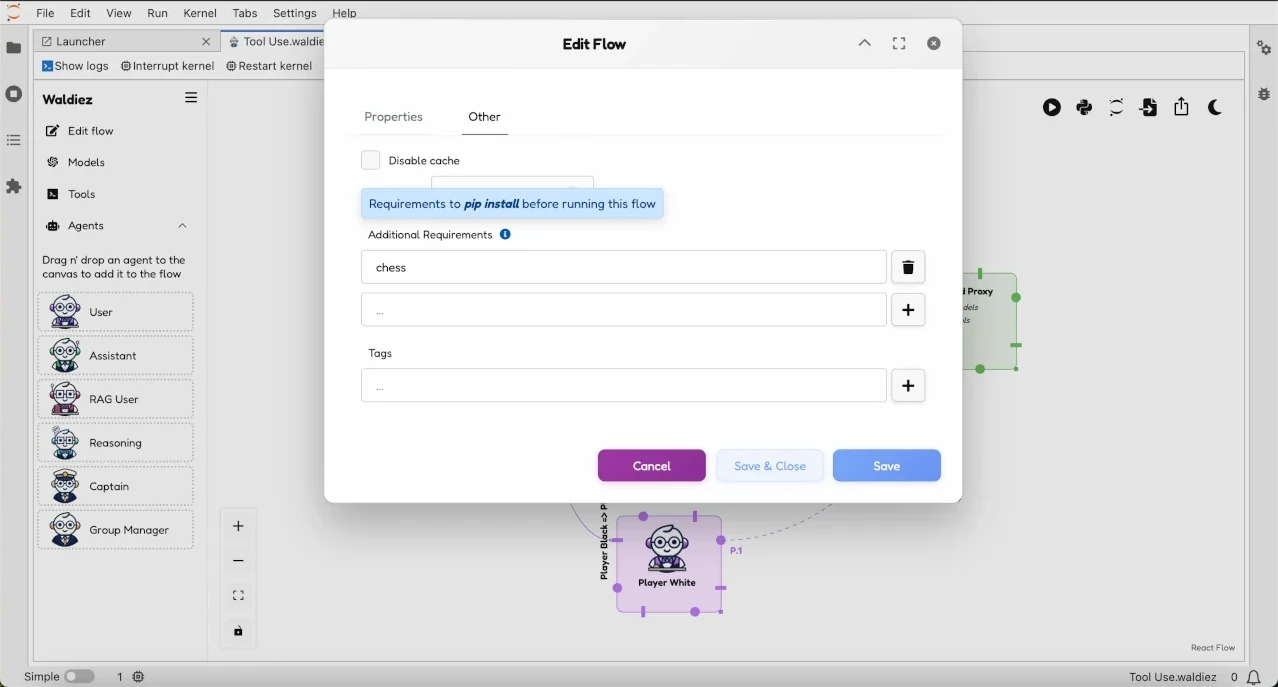 File Edit View Run Kernel Tabs Settings Help
Launcher
Tool Use.waldie
Show logs Interrupt kernel Restart kernel
Waldiez
Edit flow
Models
Tools
Agents
Drag n' drop an agent to the
canvas to add it to the flow
User
Assistant
RAG User
Reasoning
Captain
Group Manager
Edit Flow
Properties Other
Disable cache
Requirements to pip install before running this flow
Additional Requirements
chess
...
Tags
...
Cancel Save & Close Save
d Proxy
dels
ls
Player Black => P
Player White
P.1
React Flow
Simple 1
Tool Use.waldiez 0